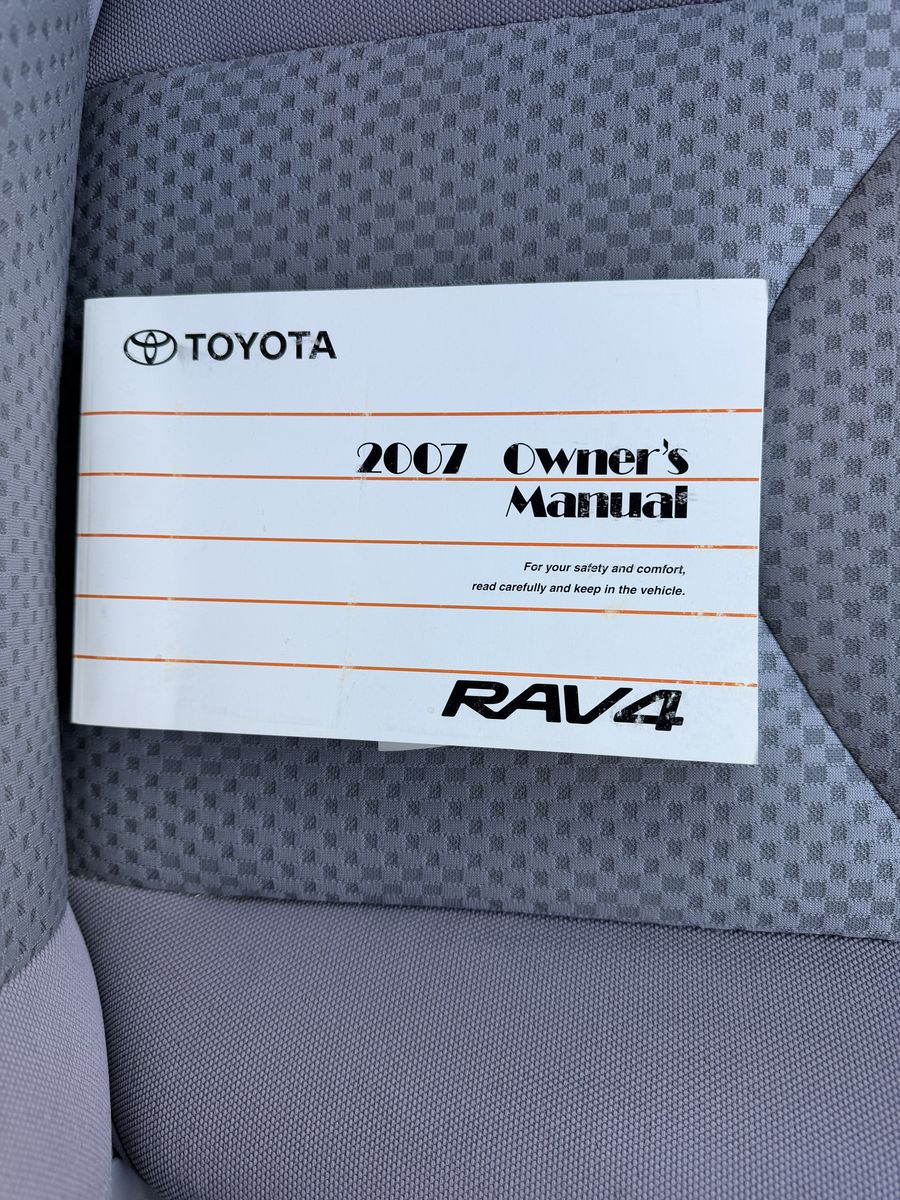 TOYOTA
2007 Owner's
Manual
For your safety and comfort,
read carefully and keep in the vehicle.
RAV4